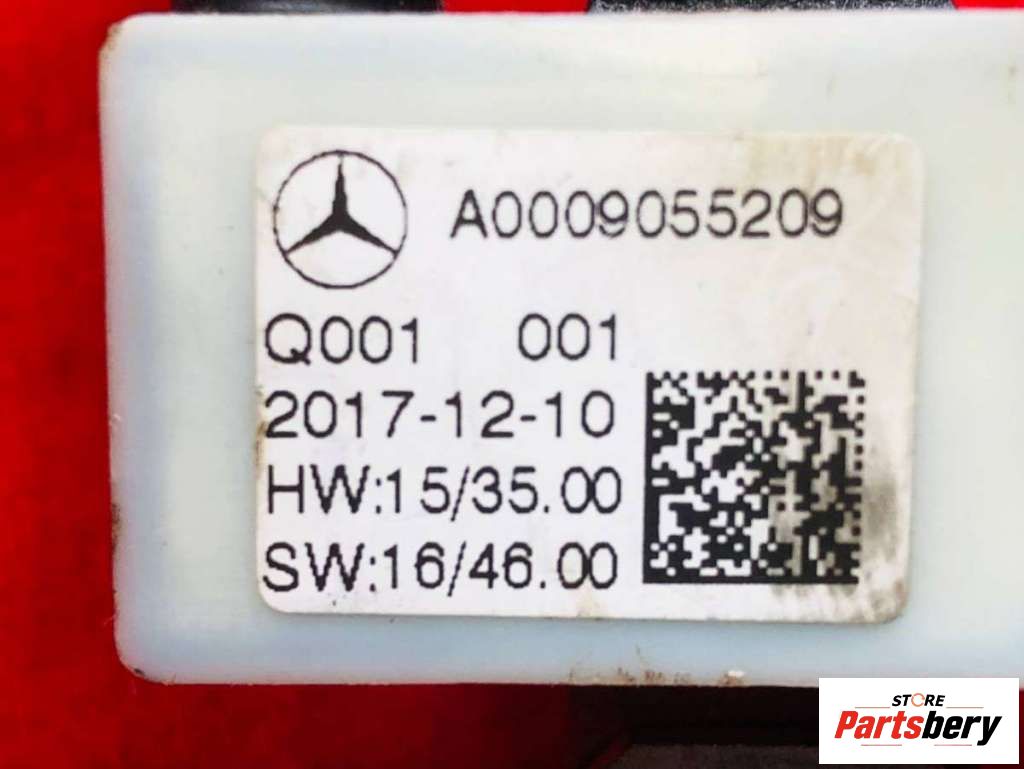 A0009055209
Q001 001
2017-12-10
HW:15/35.00
SW:16/46.00
STORE
Partsbery